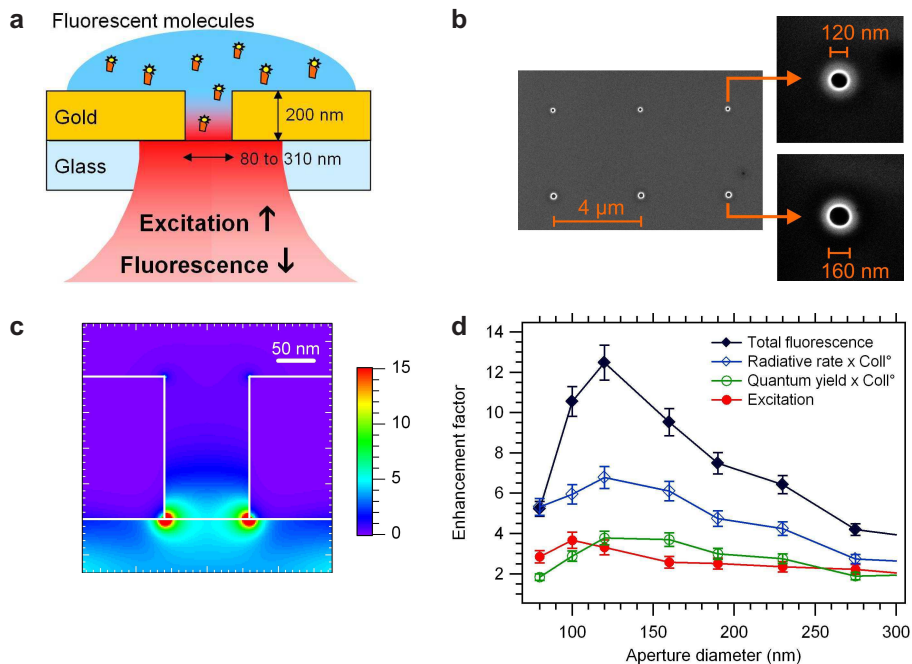 a
Fluorescent molecules
Gold
200 nm
Glass
80 to 310 nm
Excitation ↑
Fluorescence ↓
b
120 nm
4 µm
160 nm
c
50 nm
15
10
5
0
d
Total fluorescence
Radiative rate x Coll°
Quantum yield x Coll°
Excitation
Enhancement factor
14
12
10
8
6
4
2
100
150
200
250
300
Aperture diameter (nm)